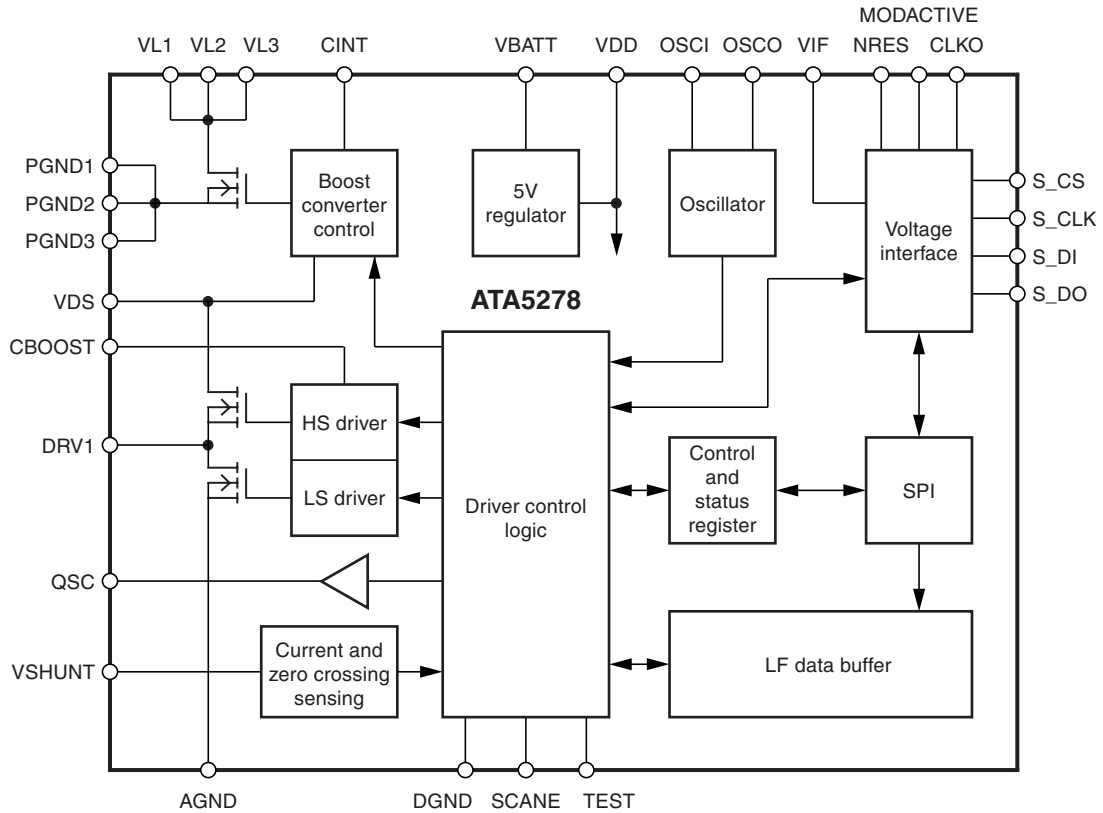 MODACTIVE
VL1 VL2 VL3 CINT VBATT VDD OSCI OSCO VIF NRES CLKO
PGND1
PGND2
PGND3
VDS
CBOOST
DRV1
QSC
VSHUNT
Boost
converter
control
5V
regulator
Oscillator
Voltage
interface
S_CS
S_CLK
S_DI
S_DO
ATA5278
HS driver
LS driver
Driver control
logic
Control
and
status
register
SPI
Current and
zero crossing
sensing
LF data buffer
AGND DGND SCANE TEST